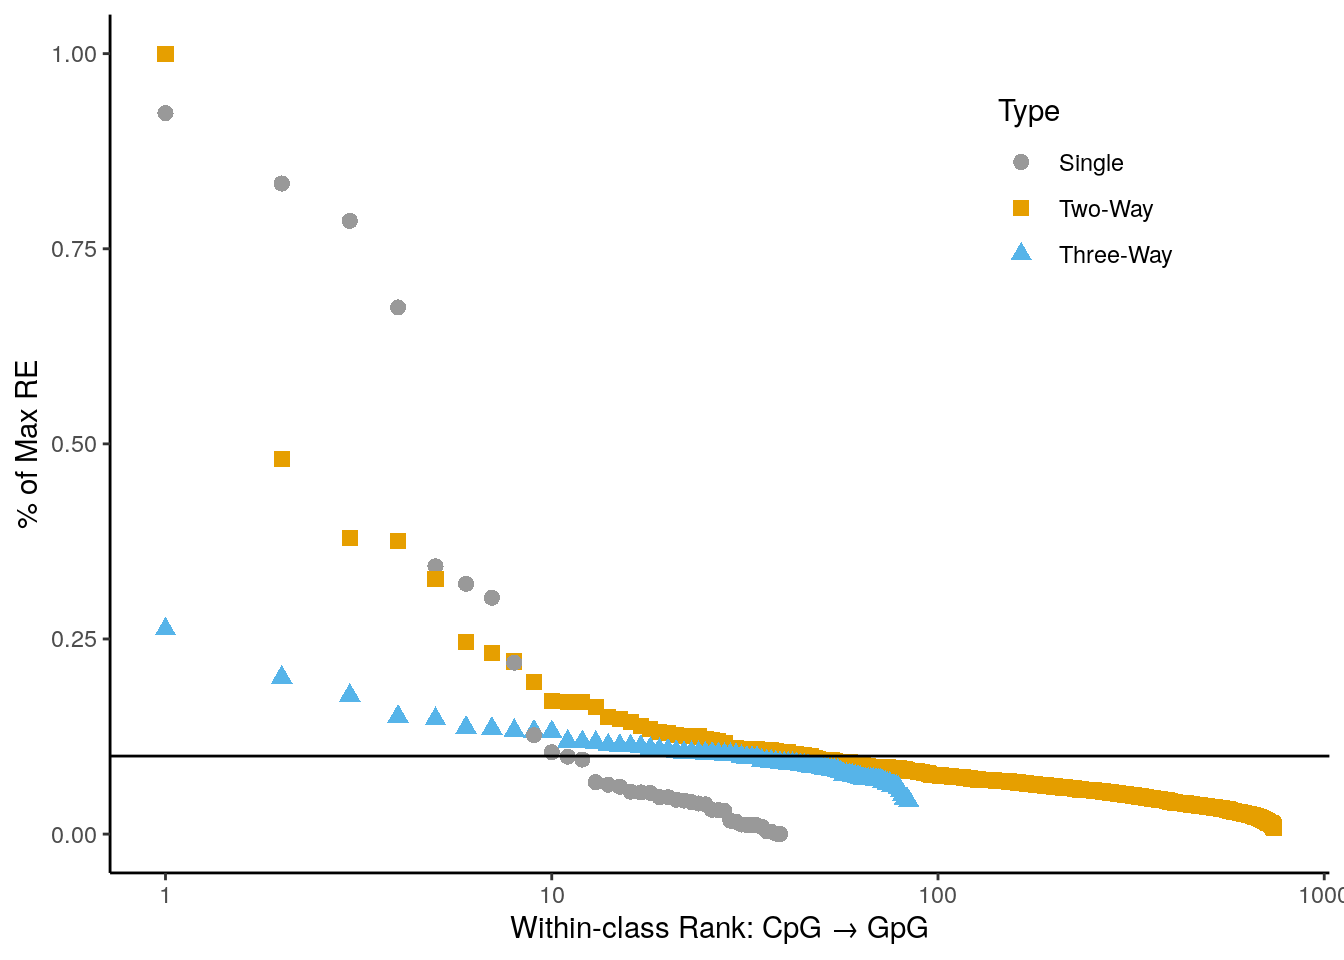 1.00
0.75
0.50
0.25
0.00
% of Max RE
Type
Single
Two-Way
Three-Way
1
10
100
1000
Within-class Rank: CpG → GpG